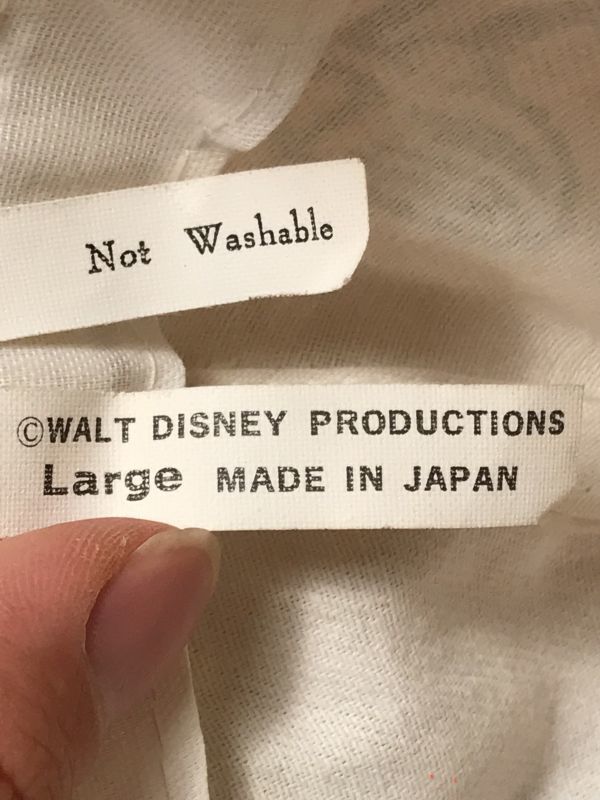 Not Washable
©WALT DISNEY PRODUCTIONS
Large MADE IN JAPAN